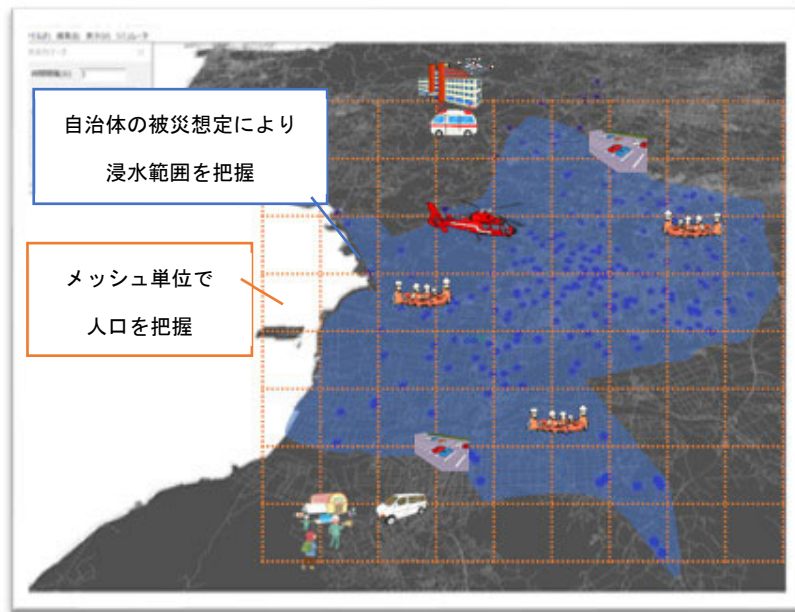 自治体の被災想定により
浸水範囲を把握
メッシュ単位で
人口を把握